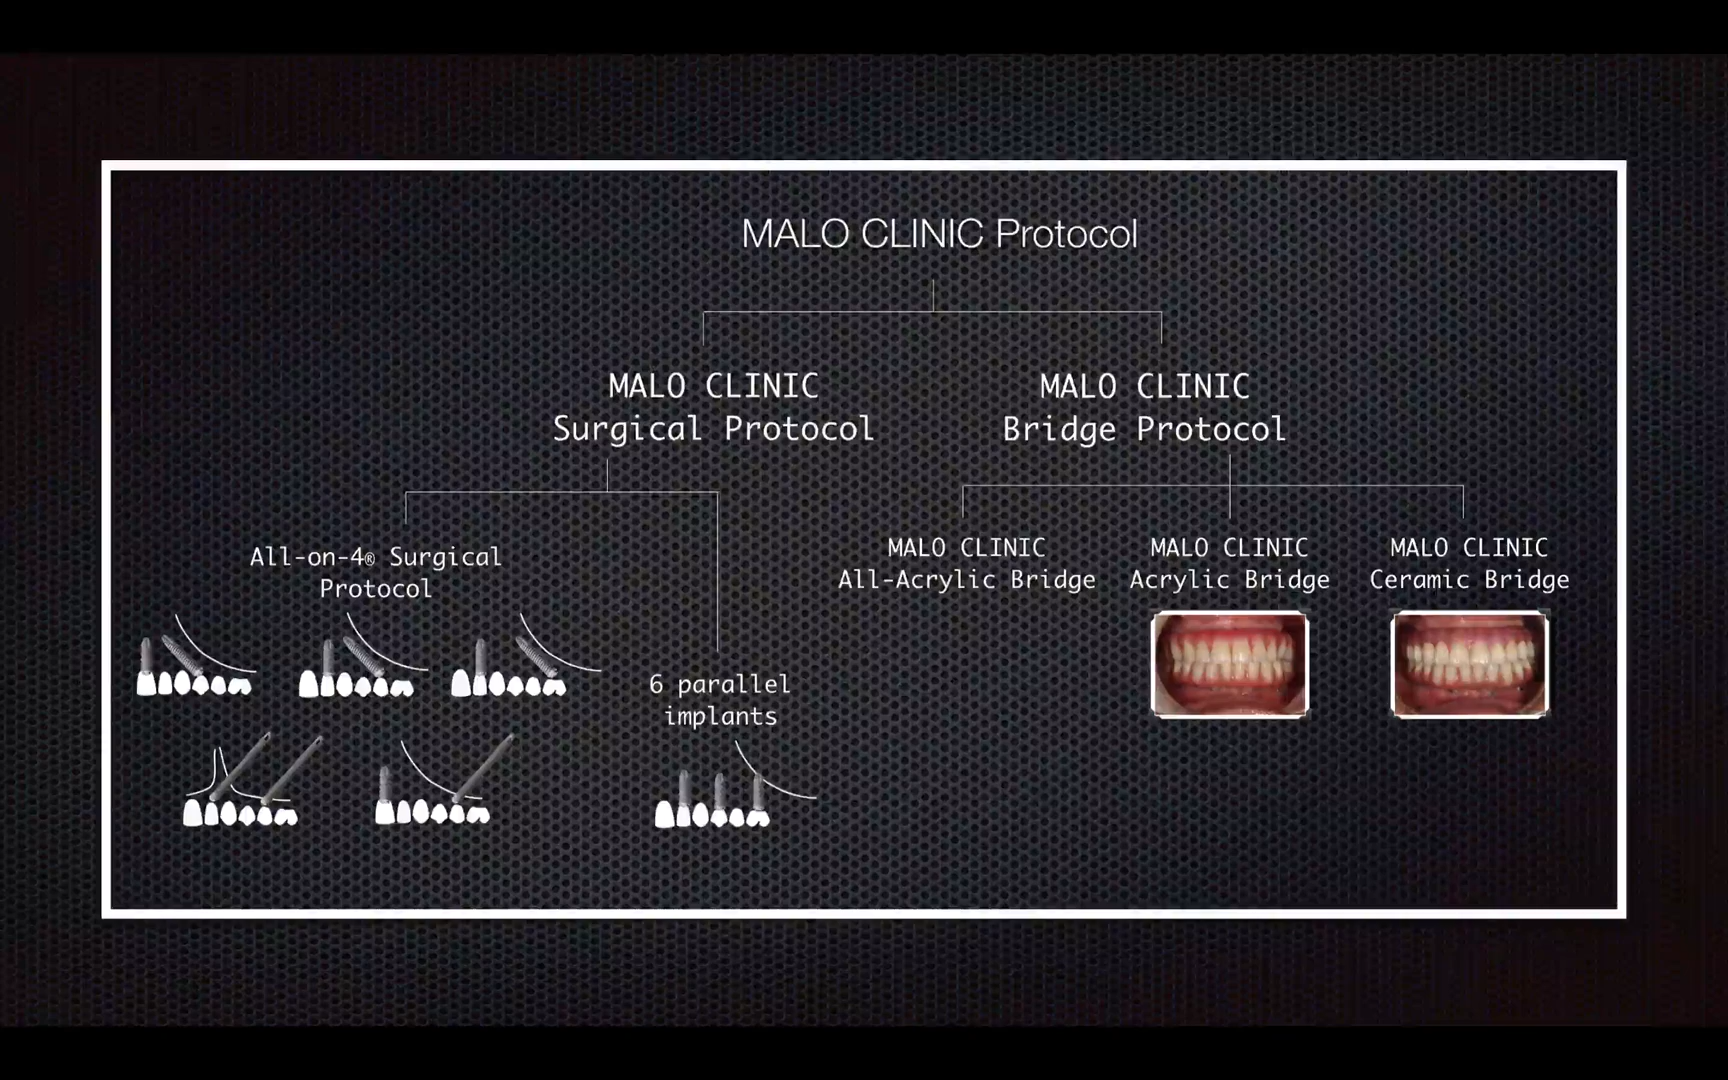 MALO CLINIC Protocol
MALO CLINIC
Surgical Protocol
MALO CLINIC
Bridge Protocol
All-on-4® Surgical
Protocol
6 parallel
implants
MALO CLINIC
All-Acrylic Bridge
MALO CLINIC
Acrylic Bridge
MALO CLINIC
Ceramic Bridge